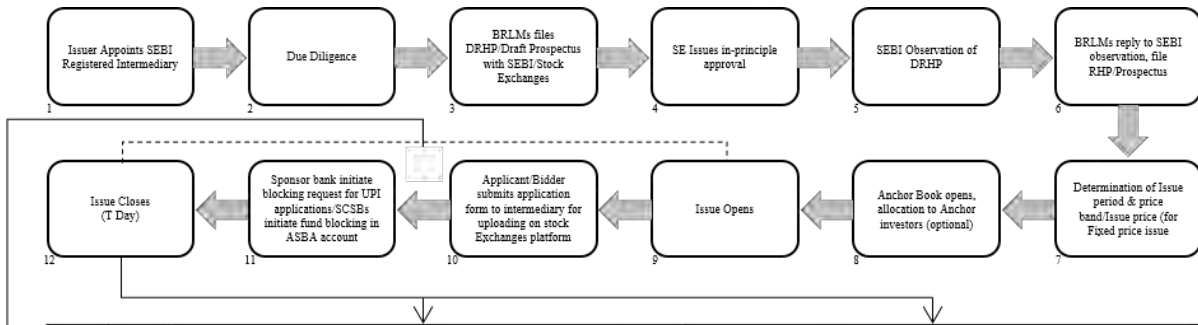 Issuer Appoints SEBI
Registered Intermediary
1
Due Diligence
2
BRLMs files
DRHP/Draft Prospectus
with SEBI/Stock
Exchanges
3
SE Issues in-principle
approval
4
SEBI Observation of
DRHP
5
BRLMs reply to SEBI
observation, file
RHP/Prospectus
6
Issue Closes
(T Day)
12
Sponsor bank initiate
blocking request for UPI
applications/SCSBs
initiate fund blocking in
ASBA account
11
Applicant/Bidder
submits application
form to intermediary for
uploading on stock
Exchanges platform
10
Issue Opens
9
Anchor Book opens,
allocation to Anchor
investors (optional)
8
Determination of Issue
period & price
band/Issue price (for
Fixed price issue
7